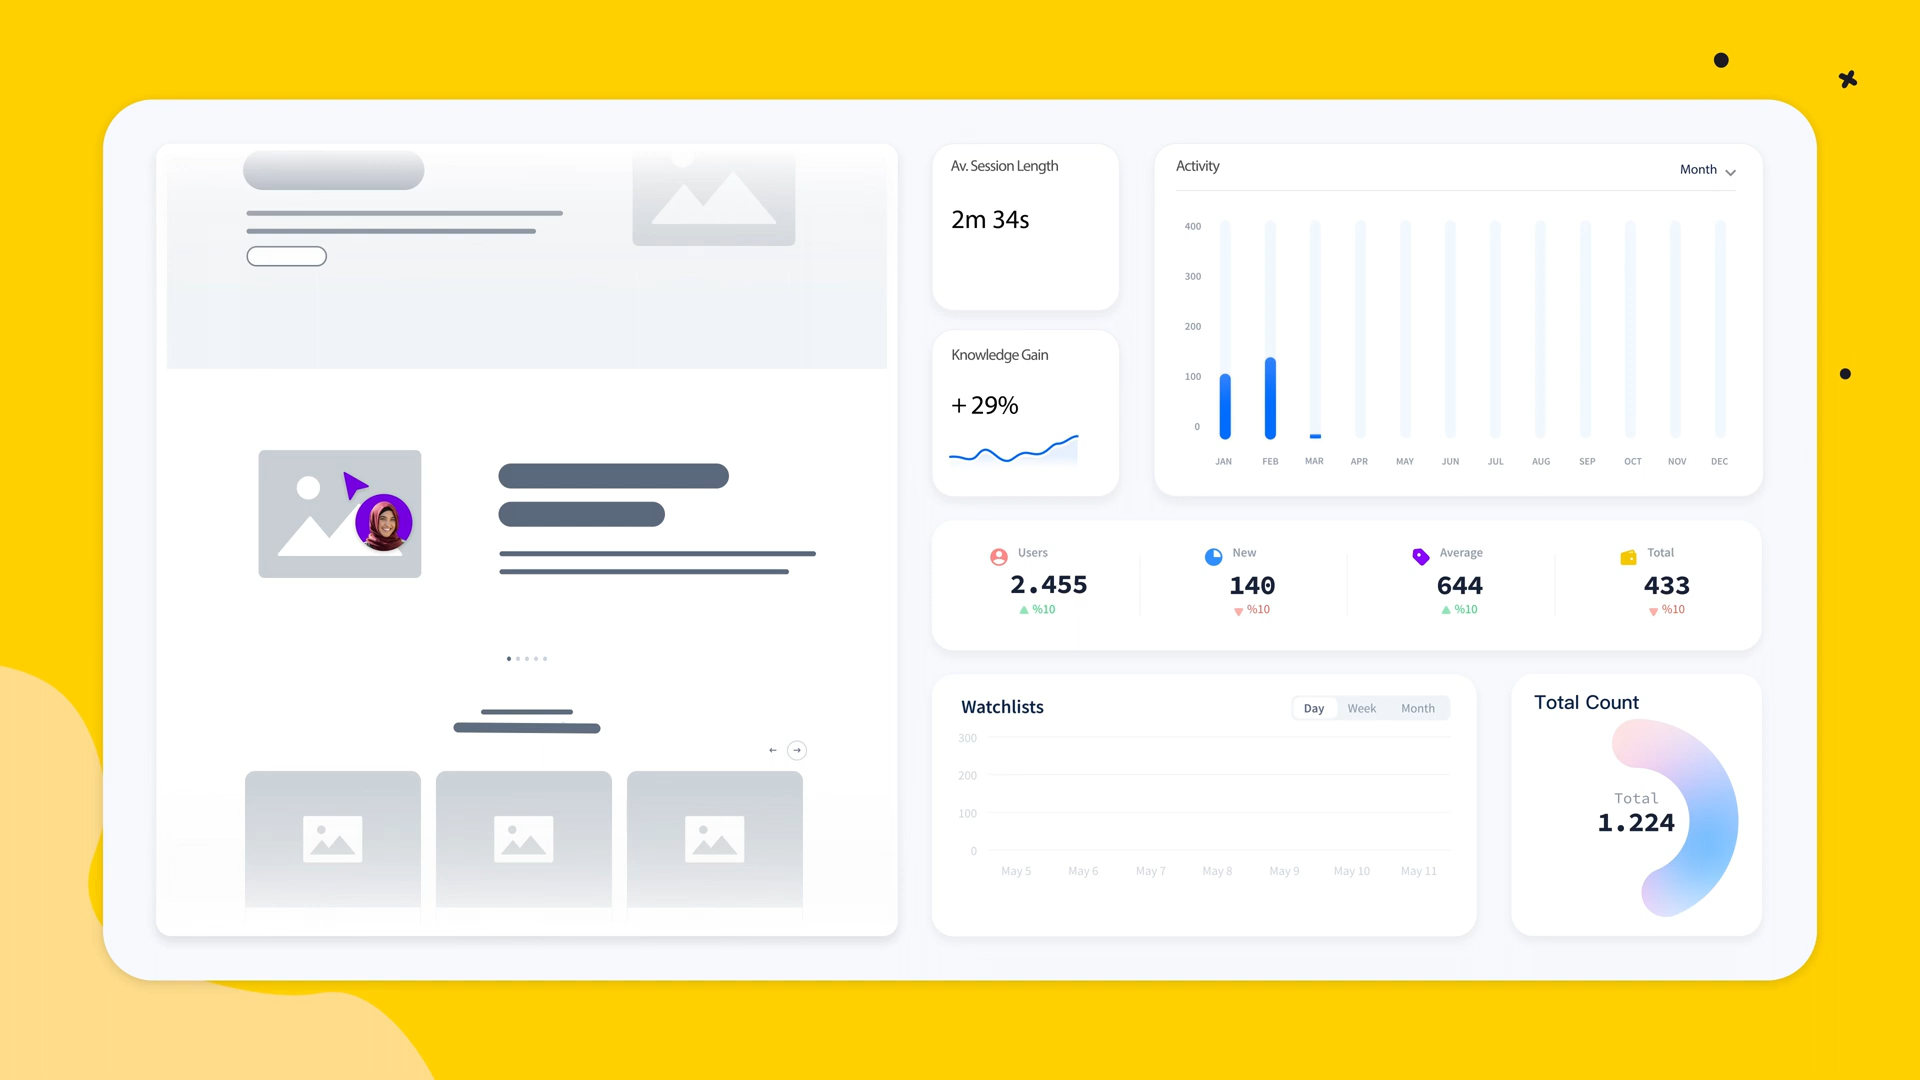 Av. Session Length
2m 34s
Knowledge Gain
+ 29%
Activity
Month
400
300
200
100
0
JAN FEB MAR APR MAY JUN JUL AUG SEP OCT NOV DEC
Users
2.455
%10
New
140
%10
Average
644
%10
Total
433
%10
Watchlists
Day Week Month
300
200
100
0
May 5 May 6 May 7 May 8 May 9 May 10 May 11
Total Count
Total
1.224